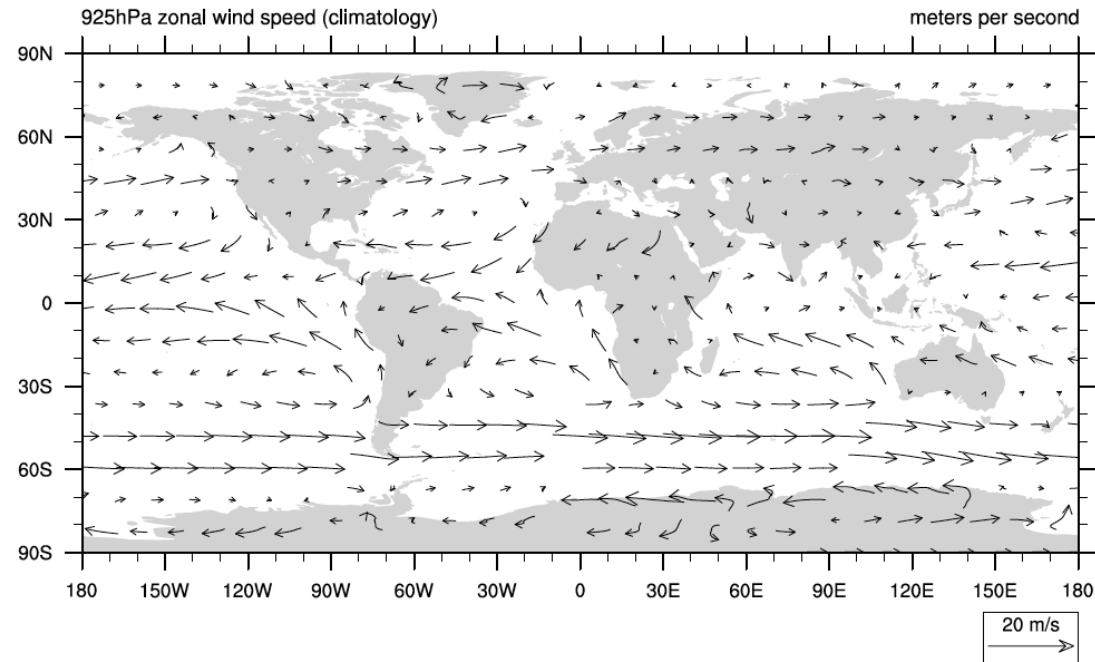 925hPa zonal wind speed (climatology) meters per second
90N
60N
30N
0
30S
60S
90S
180 150W 120W 90W 60W 30W 0 30E 60E 90E 120E 150E 180
20 m/s